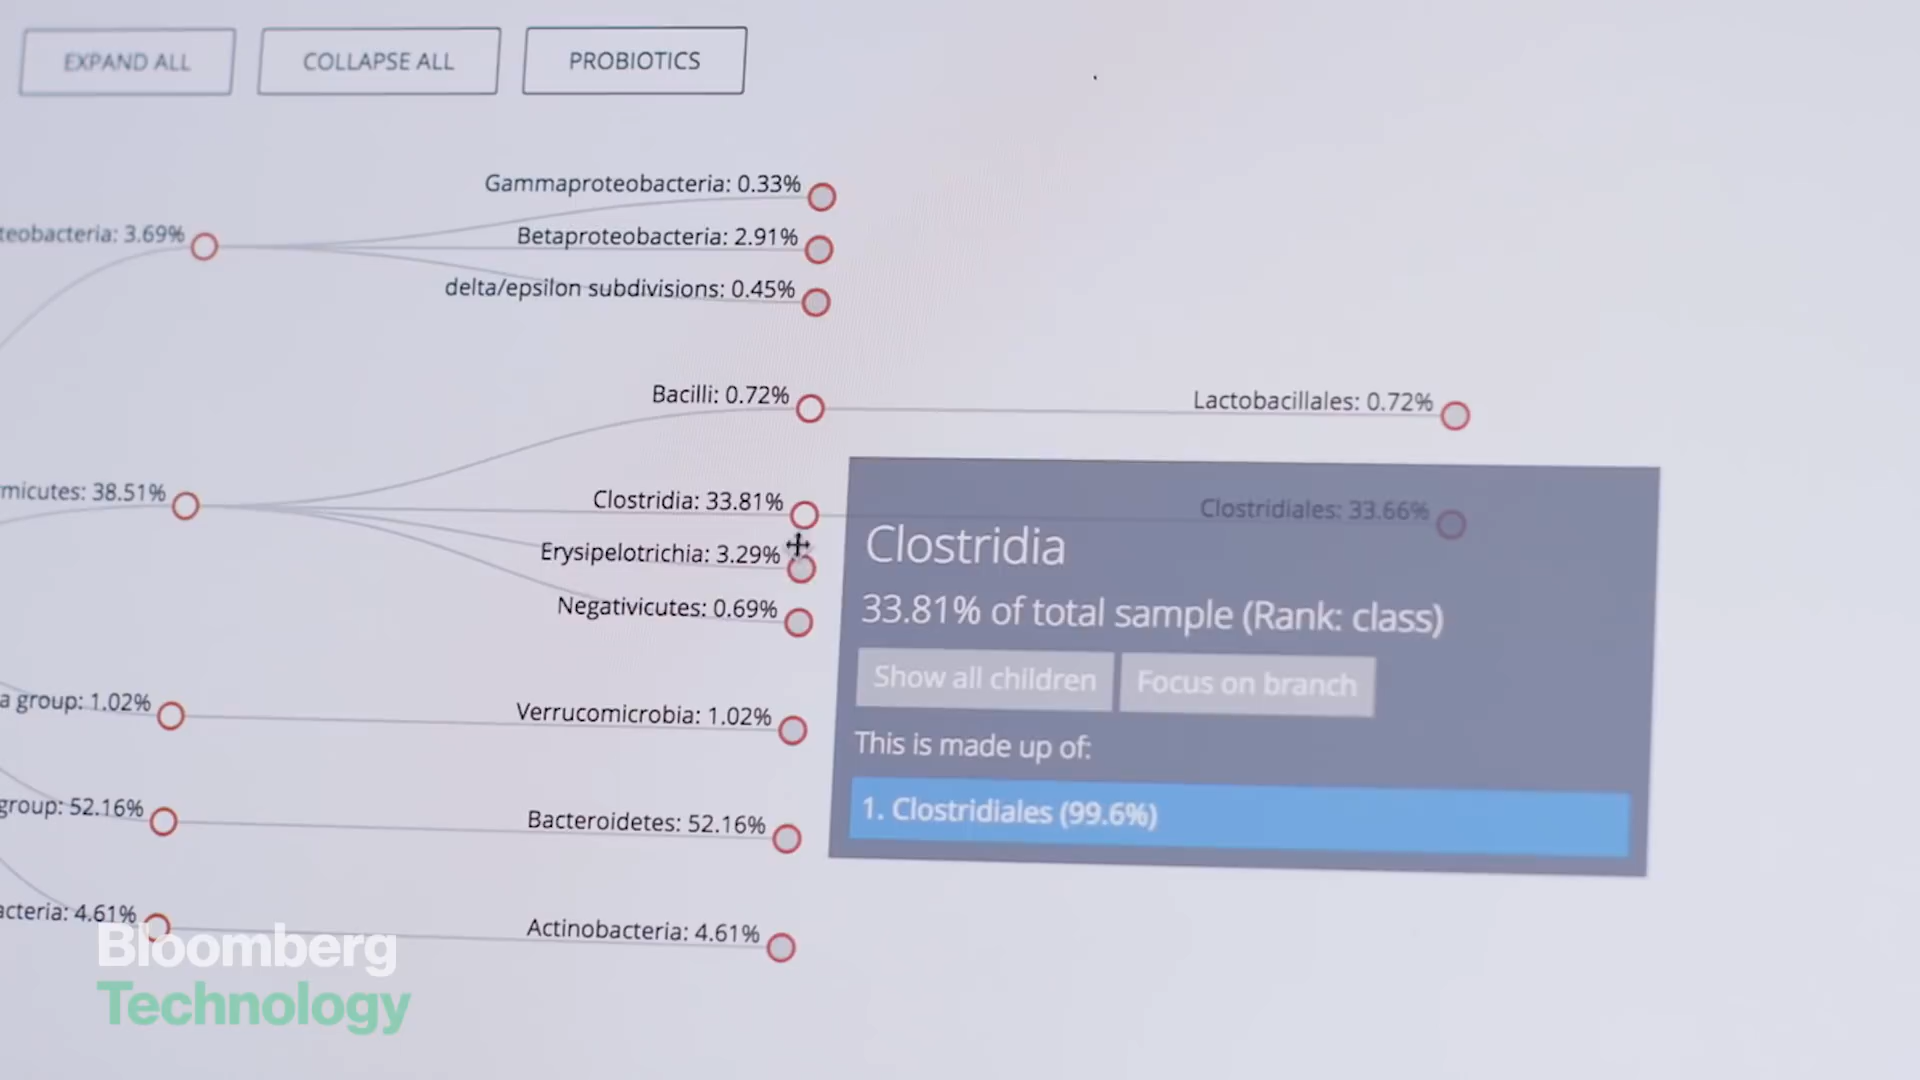 EXPAND ALL
COLLAPSE ALL
PROBIOTICS
Gammaproteobacteria: 0.33%
teobacteria: 3.69%
Betaproteobacteria: 2.91%
delta/epsilon subdivisions: 0.45%
Bacilli: 0.72%
Lactobacillales: 0.72%
rmicutes: 38.51%
Clostridia: 33.81%
Clostridiales: 33.66%
Erysipelotrichia: 3.29%
Negativicutes: 0.69%
Clostridia
33.81% of total sample (Rank: class)
Show all children
Focus on branch
This is made up of:
1. Clostridiales (99.6%)
a group: 1.02%
Verrucomicrobia: 1.02%
group: 52.16%
Bacteroidetes: 52.16%
acteria: 4.61%
Actinobacteria: 4.61%
Bloomberg
Technology